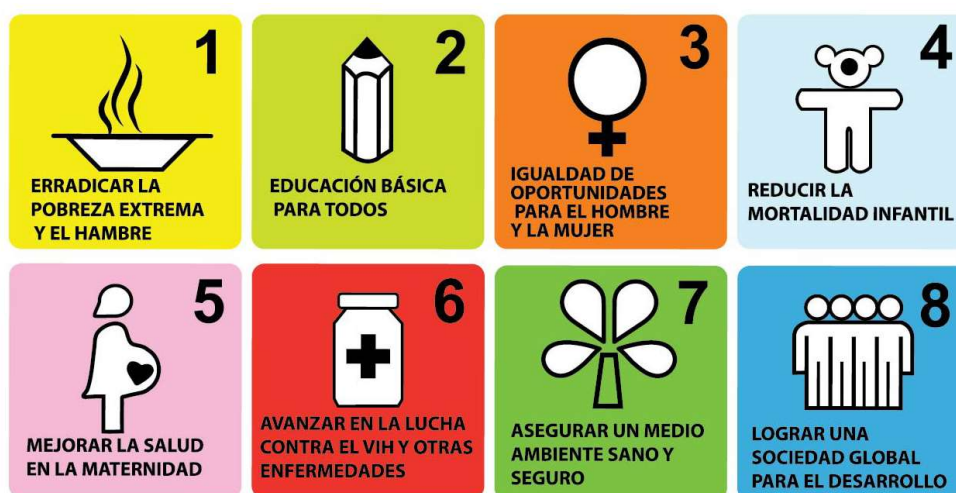 1
ERRADICAR LA
POBREZA EXTREMA
Y EL HAMBRE
2
EDUCACIÓN BÁSICA
PARA TODOS
3
IGUALDAD DE
OPORTUNIDADES
PARA EL HOMBRE
Y LA MUJER
4
REDUCIR LA
MORTALIDAD INFANTIL
5
MEJORAR LA SALUD
EN LA MATERNIDAD
6
AVANZAR EN LA LUCHA
CONTRA EL VIH Y OTRAS
ENFERMEDADES
7
ASEGURAR UN MEDIO
AMBIENTE SANO Y
SEGURO
8
LOGRAR UNA
SOCIEDAD GLOBAL
PARA EL DESARROLLO